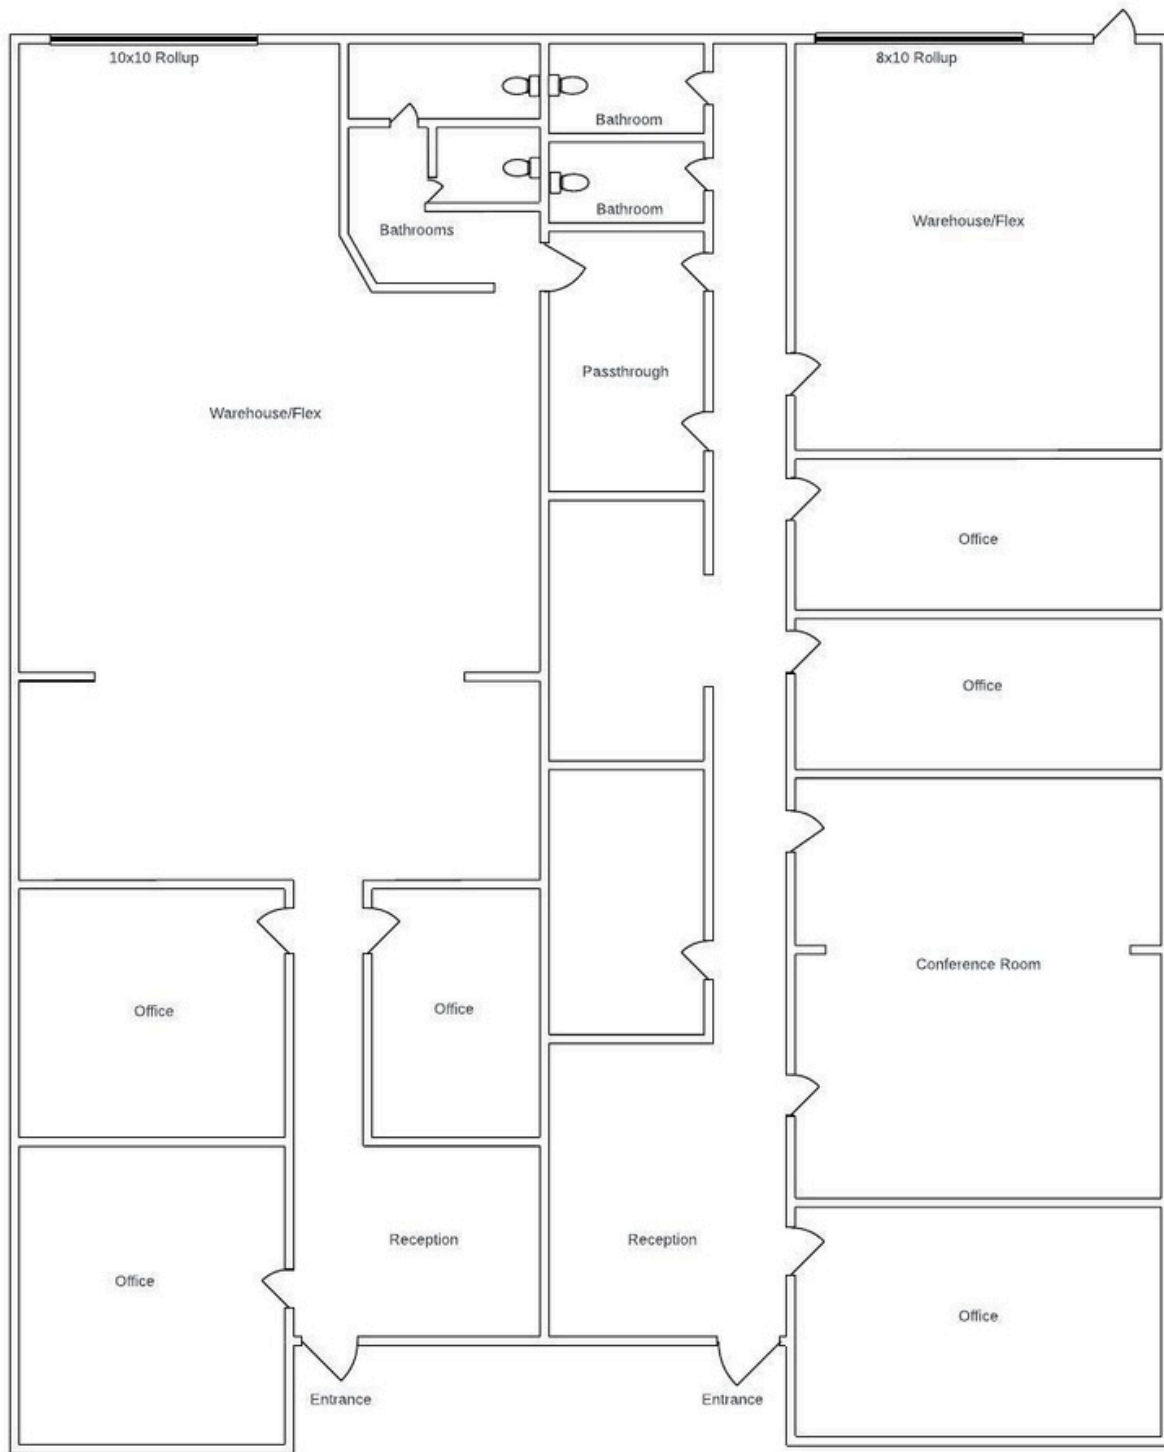 10x10 Rollup
8x10 Rollup
Bathroom
Bathroom
Bathrooms
Warehouse/Flex
Passthrough
Warehouse/Flex
Office
Office
Conference Room
Office
Office
Reception
Reception
Office
Office
Entrance
Entrance